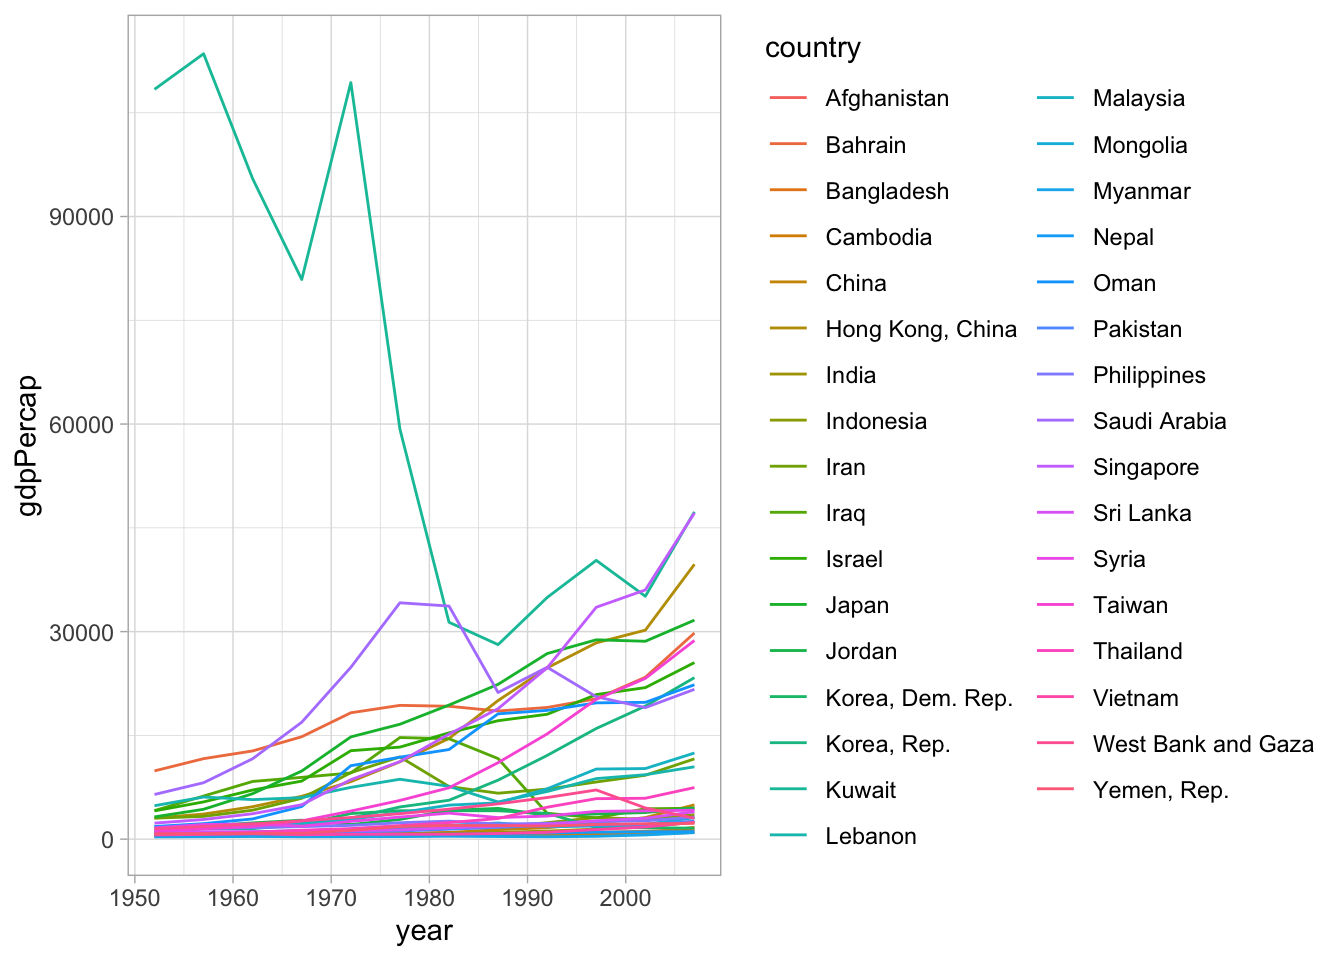 country
Afghanistan
Bahrain
Bangladesh
Cambodia
China
Hong Kong, China
India
Indonesia
Iran
Iraq
Israel
Japan
Jordan
Korea, Dem. Rep.
Korea, Rep.
Kuwait
Lebanon
Malaysia
Mongolia
Myanmar
Nepal
Oman
Pakistan
Philippines
Saudi Arabia
Singapore
Sri Lanka
Syria
Taiwan
Thailand
Vietnam
West Bank and Gaza
Yemen, Rep.
gdpPercap
90000
60000
30000
0
1950 1960 1970 1980 1990 2000
year